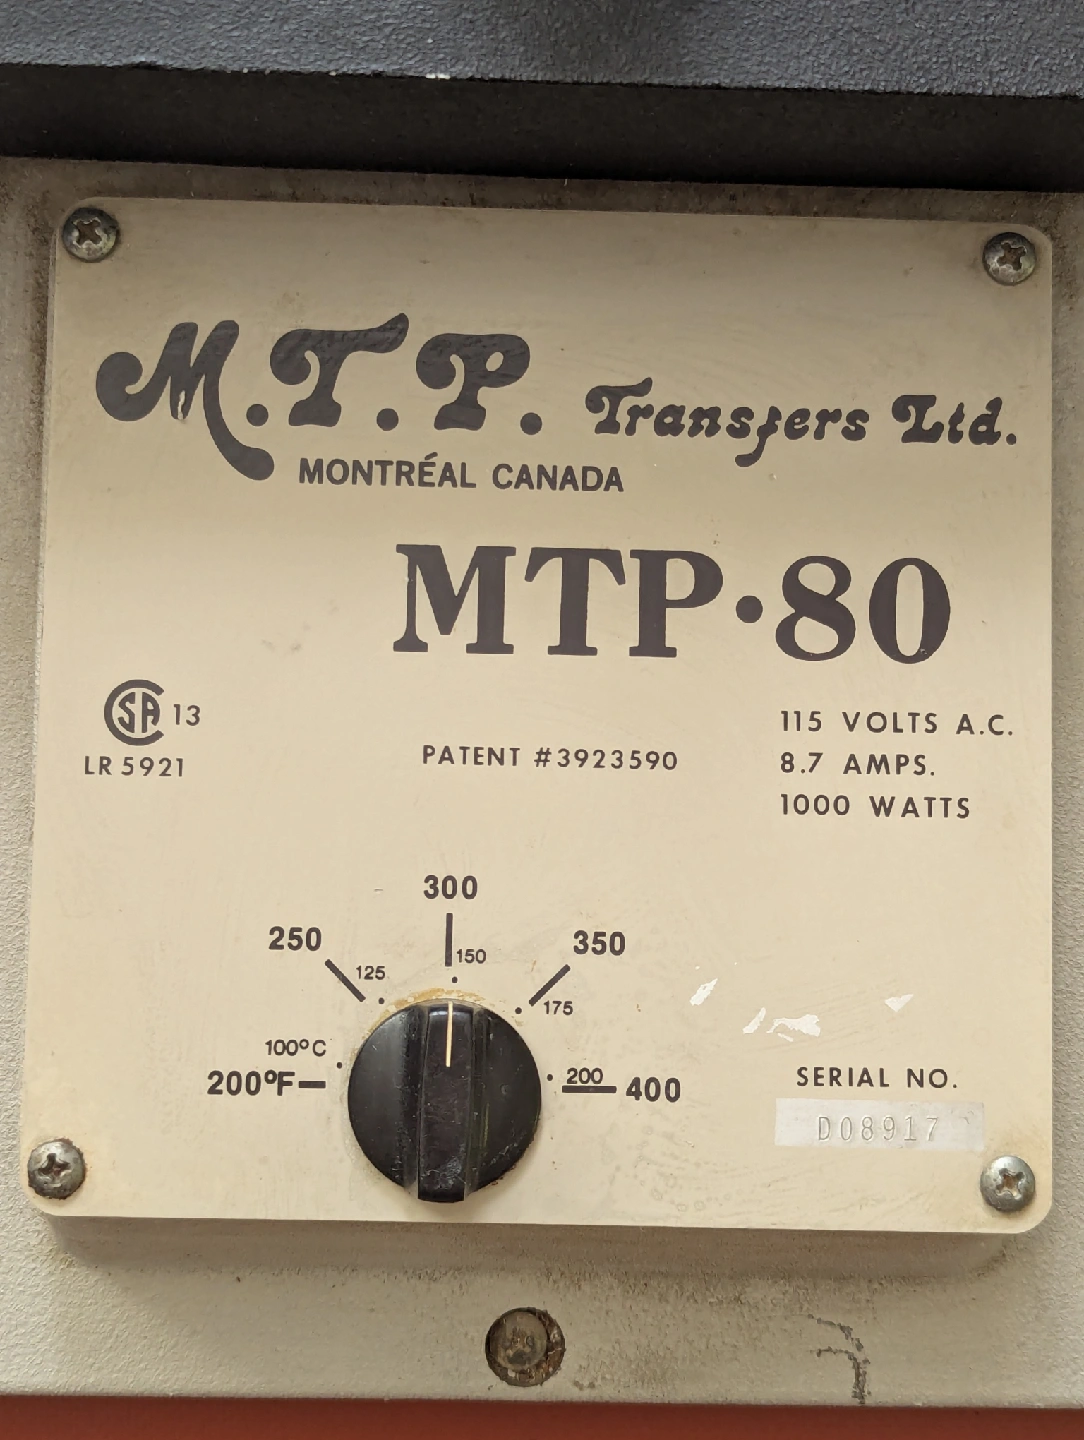 M.T.P. Transfers Ltd.
MONTRÉAL CANADA
MTP·80
CSA 13
LR 5921
PATENT #3923590
115 VOLTS A.C.
8.7 AMPS.
1000 WATTS
300
250
350
150
125
175
100°C
200°F
200
400
SERIAL NO.
D08917